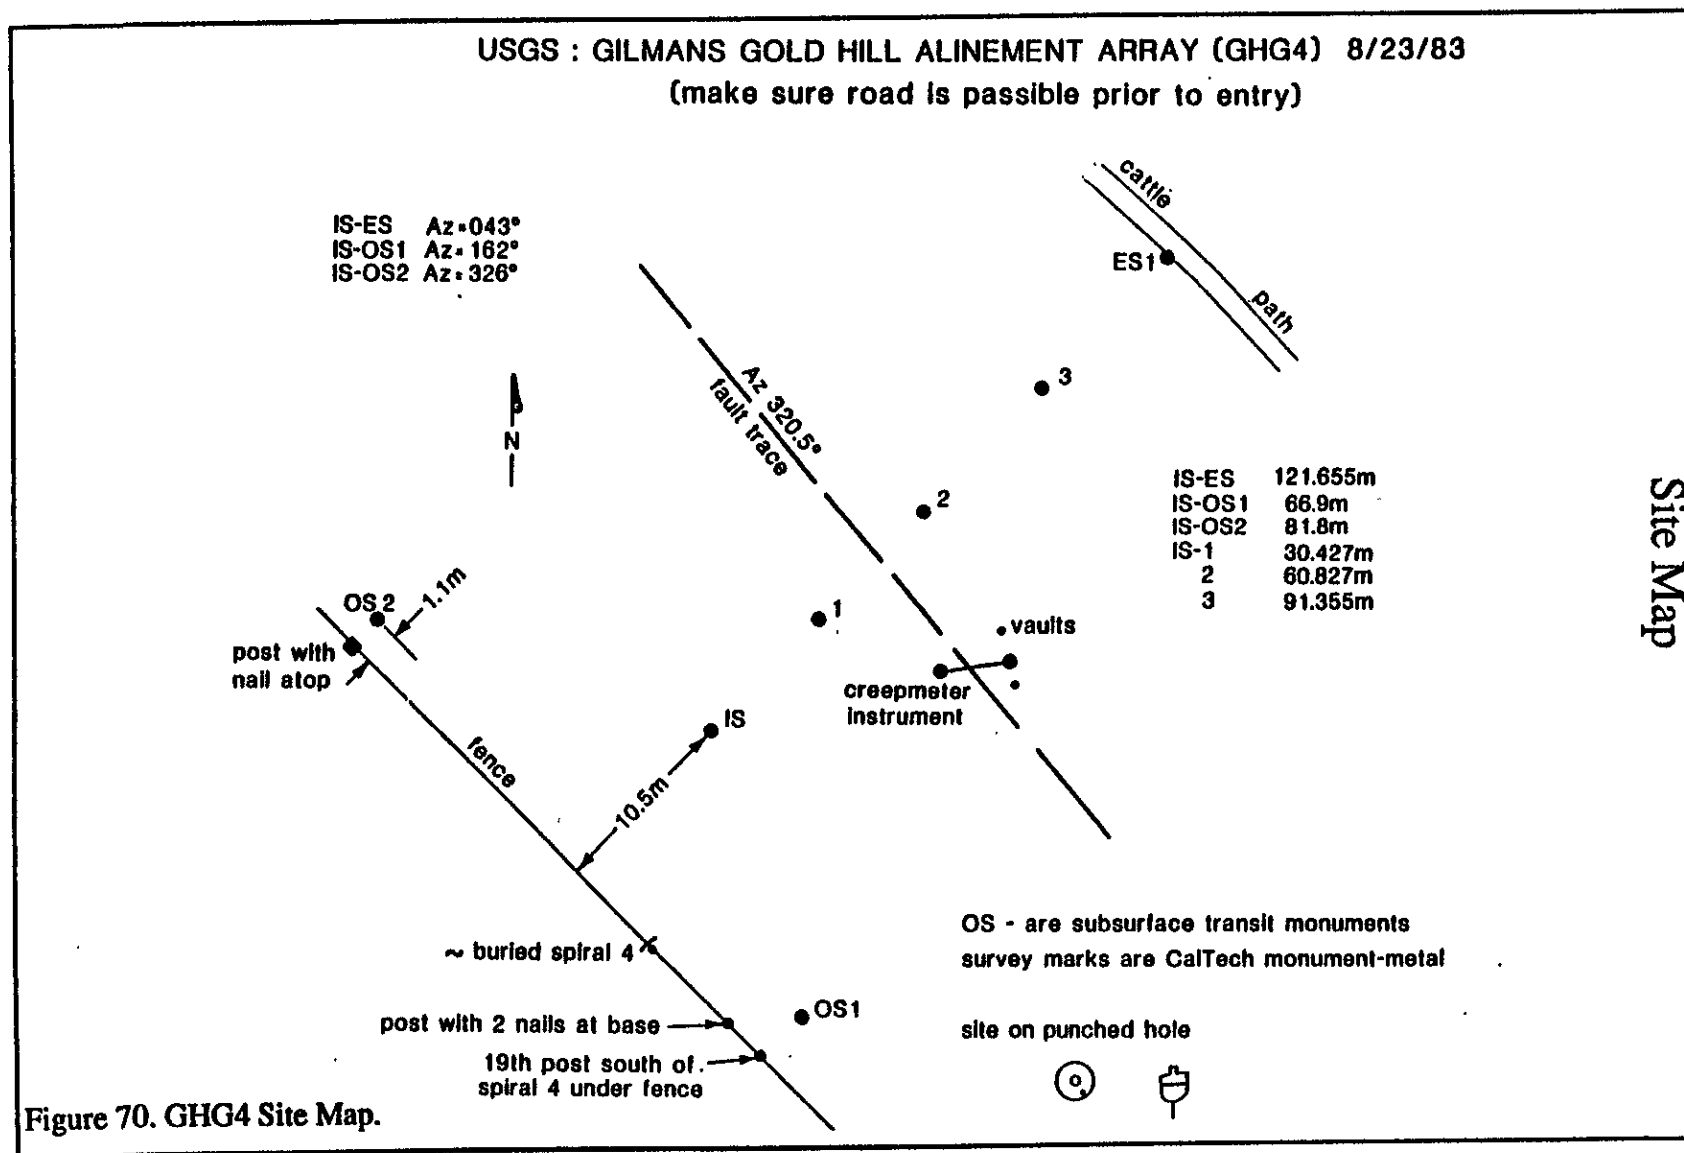 USGS : GILMANS GOLD HILL ALINEMENT ARRAY (GHG4) 8/23/83
(make sure road is passible prior to entry)
cattle
path
IS-ES Az=043°
IS-OS1 Az=162°
IS-OS2 Az=326°
ES1
3
Az 320.5°
fault trace
N
2
IS-ES 121.655m
IS-OS1 66.9m
IS-OS2 81.8m
IS-1 30.427m
2 60.827m
3 91.355m
Site Map
OS2
1.1m
1
vaults
post with
nail atop
creepmeter
instrument
IS
fence
10.5m
~ buried spiral 4
OS - are subsurface transit monuments
survey marks are CalTech monument-metal
OS1
post with 2 nails at base
site on punched hole
19th post south of
spiral 4 under fence
Figure 70. GHG4 Site Map.